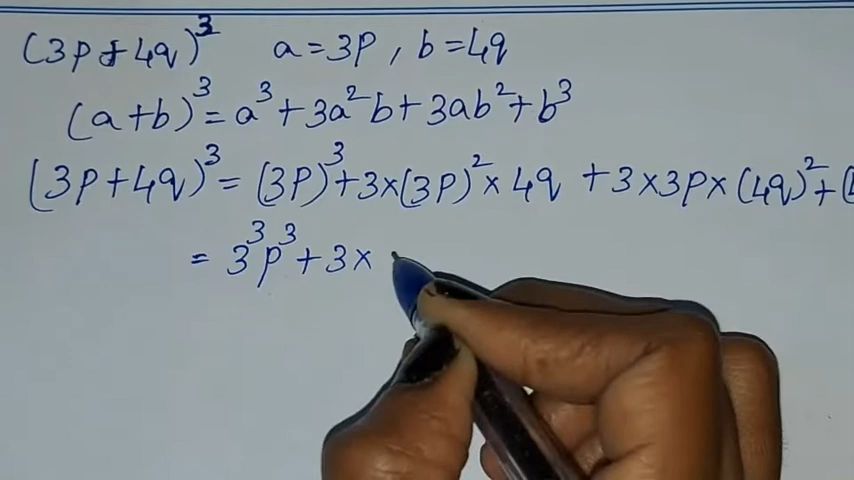 (3p+4q)³ a=3p, b=4q
(a+b)³=a³+3a²b+3ab²+b³
(3p+4q)³=(3p)³+3×(3p)²×4q +3×3p×(4q)²+(
= 3³p³+3×